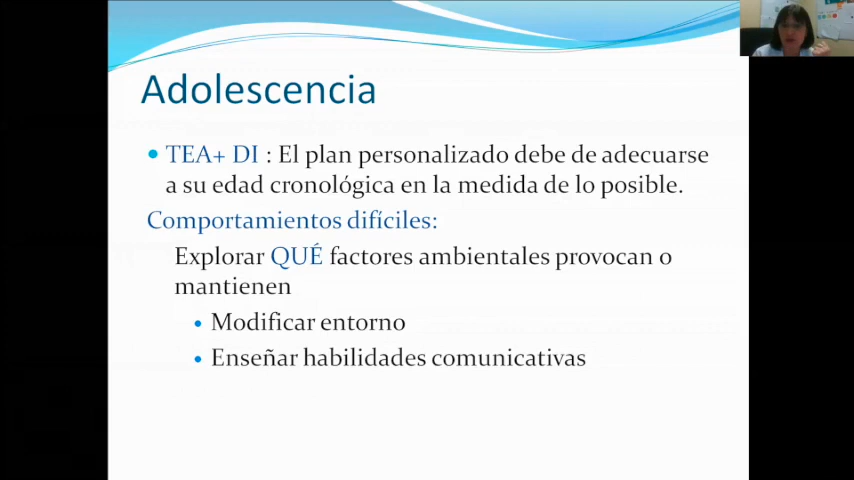 Adolescencia
TEA+ DI : El plan personalizado debe de adecuarse
a su edad cronológica en la medida de lo posible.
Comportamientos difíciles:
Explorar QUÉ factores ambientales provocan o
mantienen
Modificar entorno
Enseñar habilidades comunicativas